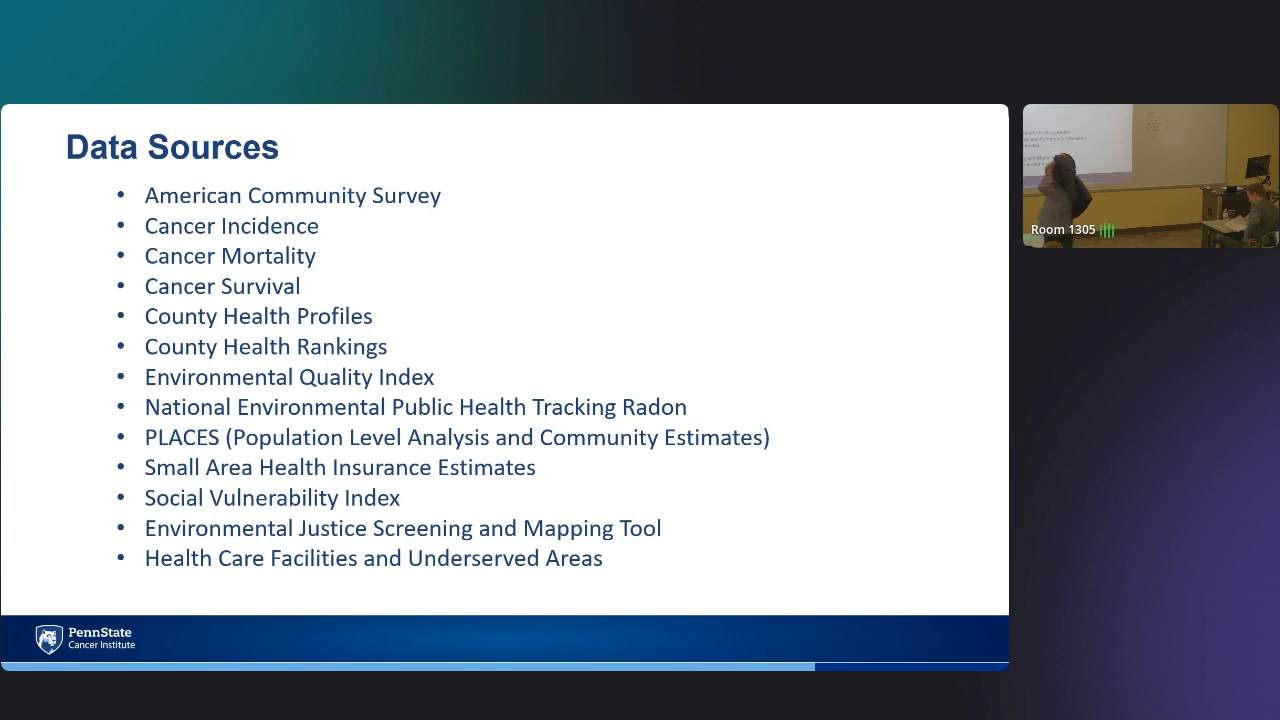 Data Sources
• American Community Survey
• Cancer Incidence
• Cancer Mortality
• Cancer Survival
• County Health Profiles
• County Health Rankings
• Environmental Quality Index
• National Environmental Public Health Tracking Radon
• PLACES (Population Level Analysis and Community Estimates)
• Small Area Health Insurance Estimates
• Social Vulnerability Index
• Environmental Justice Screening and Mapping Tool
• Health Care Facilities and Underserved Areas
PennState
Cancer Institute
Room 1305